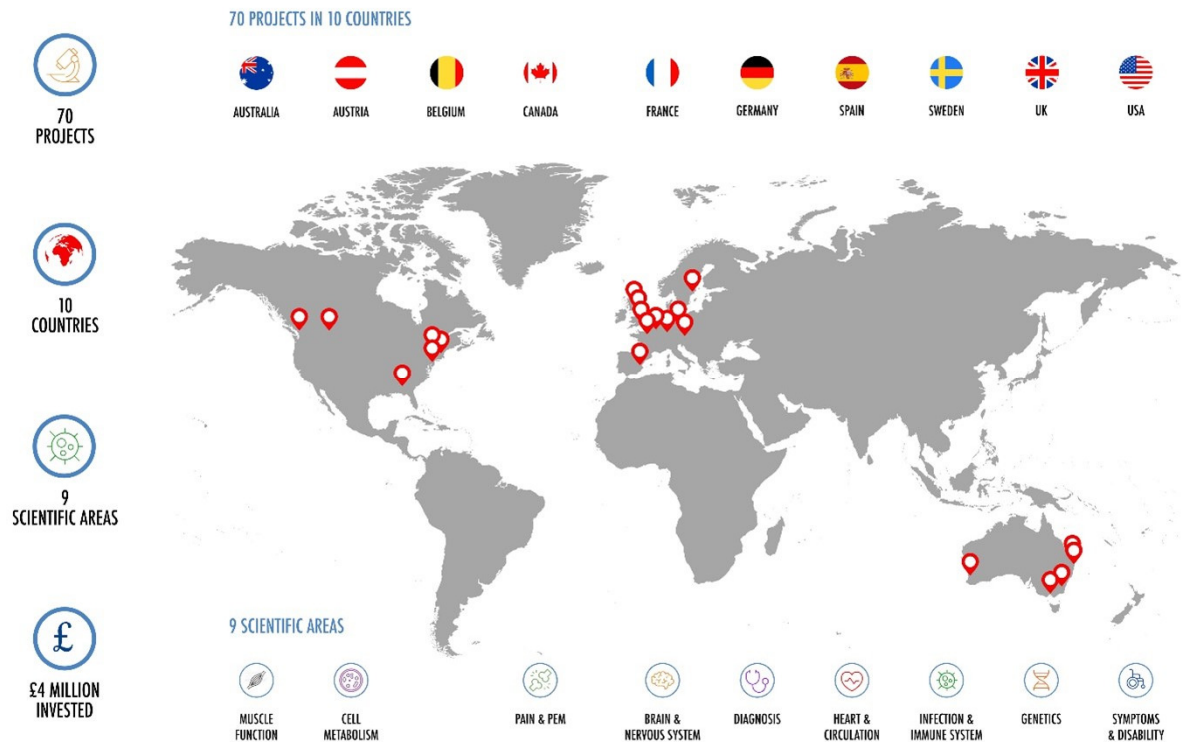 70 PROJECTS IN 10 COUNTRIES
AUSTRALIA
AUSTRIA
BELGIUM
CANADA
FRANCE
GERMANY
SPAIN
SWEDEN
UK
USA
70
PROJECTS
10
COUNTRIES
9
SCIENTIFIC AREAS
£
£4 MILLION
INVESTED
9 SCIENTIFIC AREAS
MUSCLE
FUNCTION
CELL
METABOLISM
PAIN & PEM
BRAIN &
NERVOUS SYSTEM
DIAGNOSIS
HEART &
CIRCULATION
INFECTION &
IMMUNE SYSTEM
GENETICS
SYMPTOMS
& DISABILITY